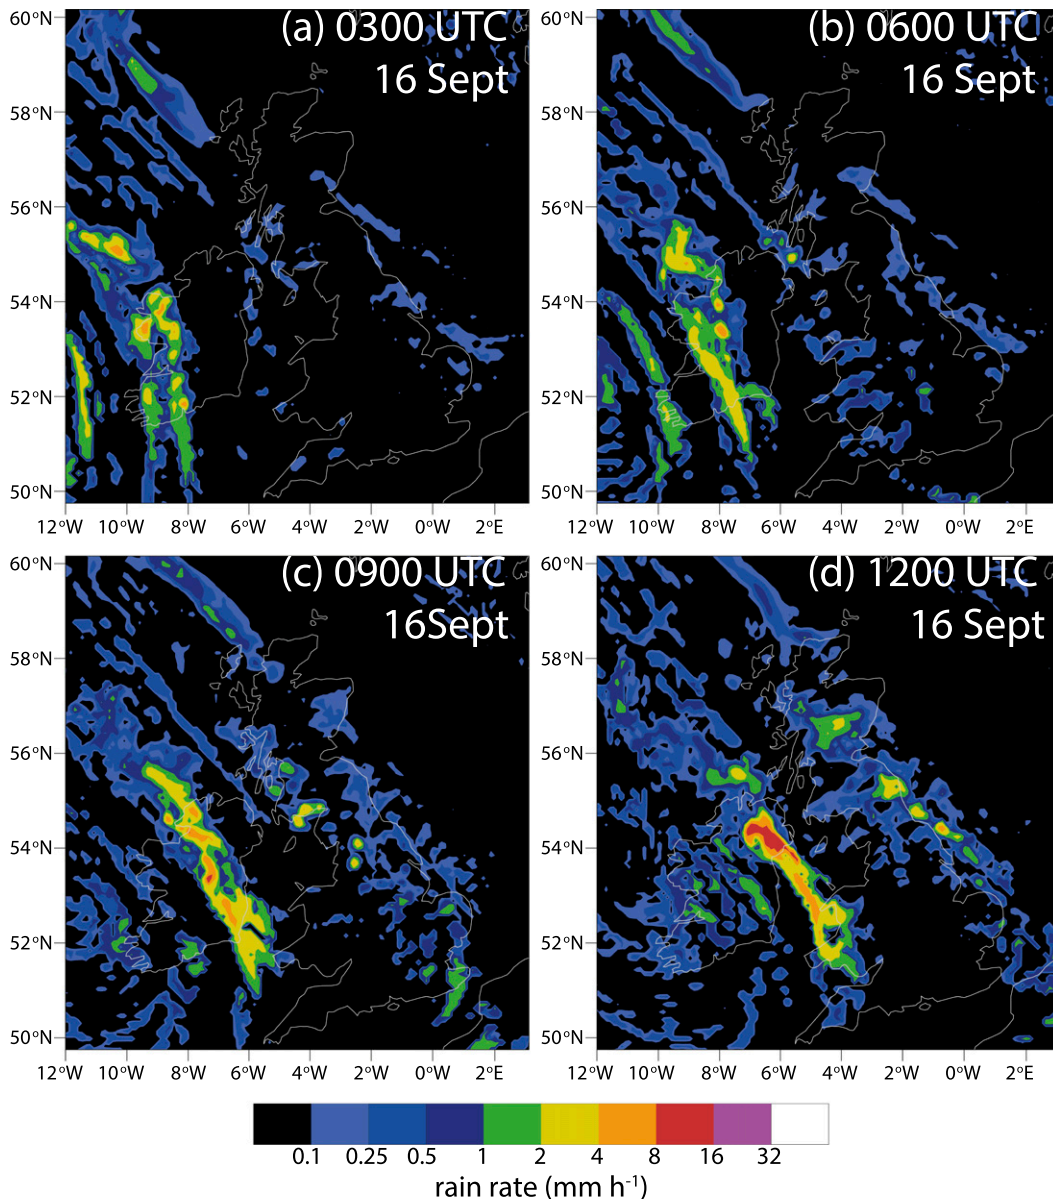 (a) 0300 UTC
16 Sept
60°N
58°N
56°N
54°N
52°N
50°N
12°W 10°W 8°W 6°W 4°W 2°W 0°W 2°E
(b) 0600 UTC
16 Sept
60°N
58°N
56°N
54°N
52°N
50°N
12°W 10°W 8°W 6°W 4°W 2°W 0°W 2°E
(c) 0900 UTC
16Sept
60°N
58°N
56°N
54°N
52°N
50°N
12°W 10°W 8°W 6°W 4°W 2°W 0°W 2°E
(d) 1200 UTC
16 Sept
60°N
58°N
56°N
54°N
52°N
50°N
12°W 10°W 8°W 6°W 4°W 2°W 0°W 2°E
0.1 0.25 0.5 1 2 4 8 16 32
rain rate (mm h⁻¹)